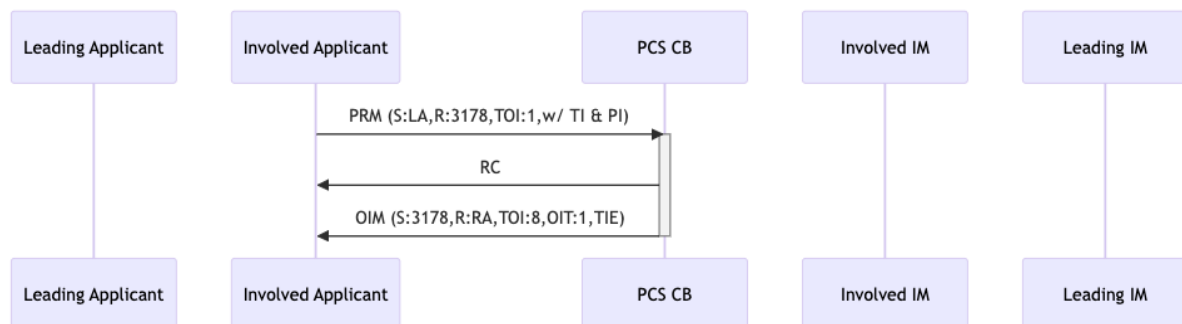 Leading Applicant
Involved Applicant
PCS CB
Involved IM
Leading IM
PRM (S:LA,R:3178,TOI:1,w/ TI & PI)
RC
OIM (S:3178,R:RA,TOI:8,OIT:1,TIE)
Leading Applicant
Involved Applicant
PCS CB
Involved IM
Leading IM